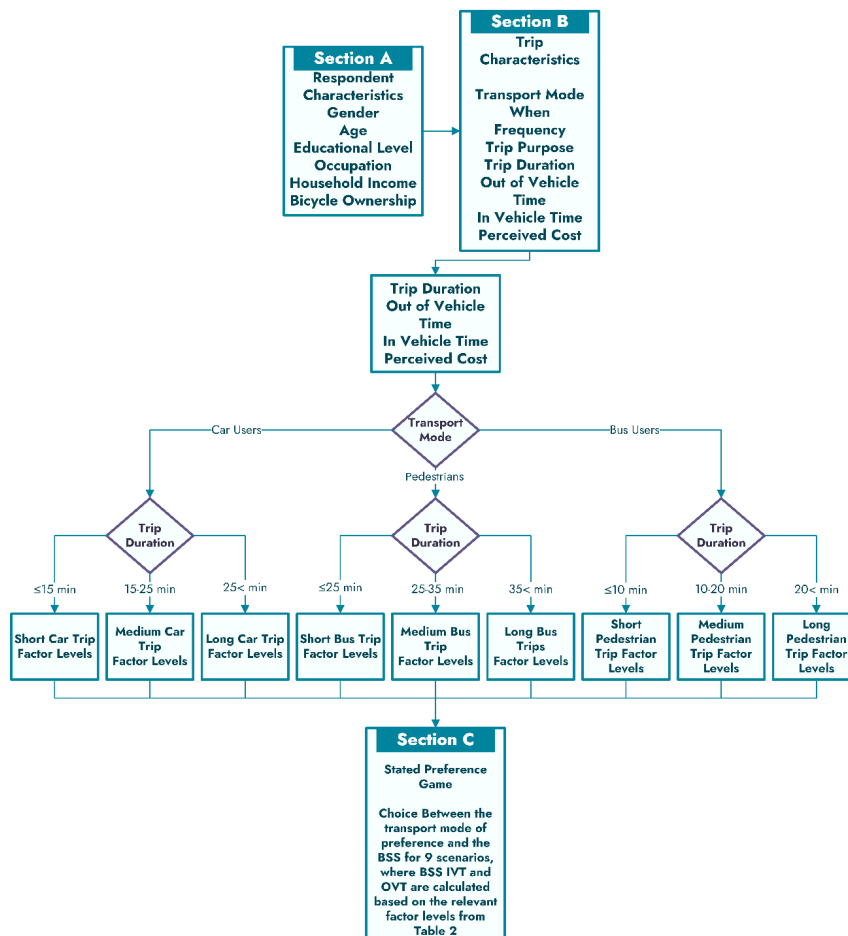 Section A
Respondent
Characteristics
Gender
Age
Educational Level
Occupation
Household Income
Bicycle Ownership
Section B
Trip
Characteristics
Transport Mode
When
Frequency
Trip Purpose
Trip Duration
Out of Vehicle
Time
In Vehicle Time
Perceived Cost
Trip Duration
Out of Vehicle
Time
In Vehicle Time
Perceived Cost
Transport
Mode
Car Users
Pedestrians
Bus Users
Trip
Duration
Trip
Duration
Trip
Duration
≤15 min
15-25 min
25< min
≤25 min
25-35 min
35< min
≤10 min
10-20 min
20< min
Short Car Trip
Factor Levels
Medium Car
Trip
Factor Levels
Long Car Trip
Factor Levels
Short Bus Trip
Factor Levels
Medium Bus
Trip
Factor Levels
Long Bus
Trips
Factor Levels
Short
Pedestrian
Trip Factor
Levels
Medium
Pedestrian
Trip Factor
Levels
Long
Pedestrian
Trip Factor
Levels
Section C
Stated Preference
Game
Choice Between the
transport mode of
preference and the
BSS for 9 scenarios,
where BSS IVT and
OVT are calculated
based on the relevant
factor levels from
Table 2